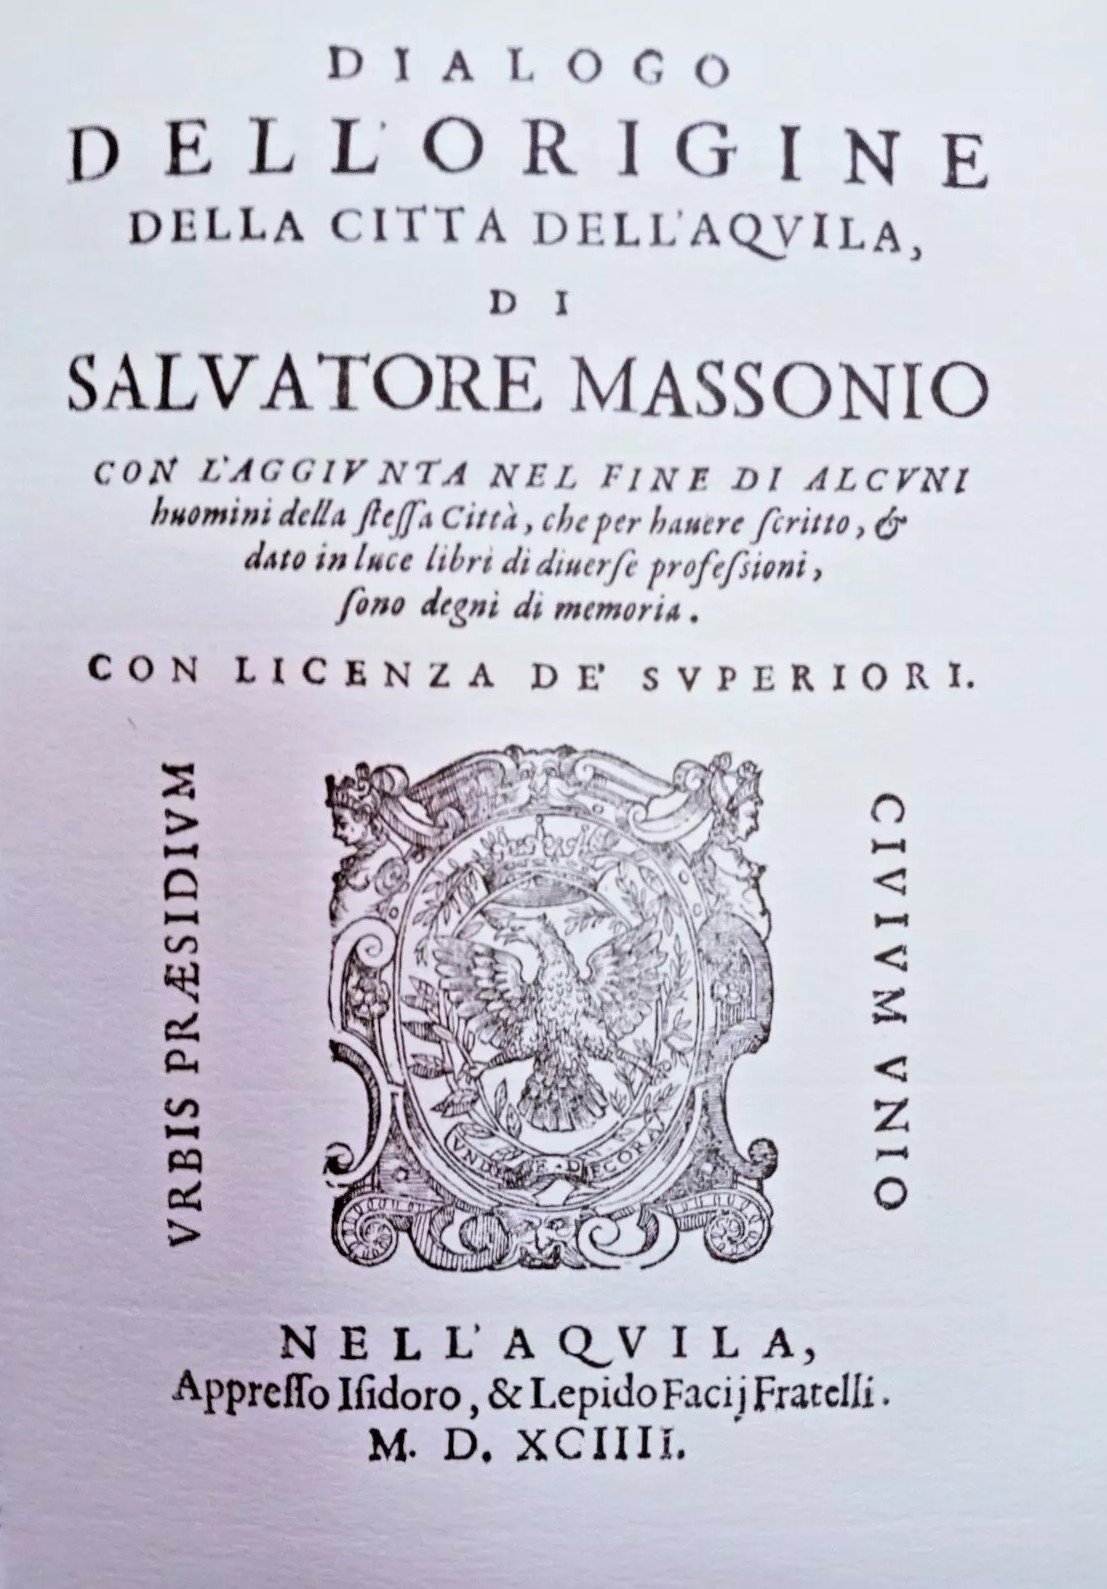 DIALOGO
DELL'ORIGINE
DELLA CITTA DELL'AQVILA,
DI
SALVATORE MASSONIO
CON L'AGGIVNTA NEL FINE DI ALCVNI
huomini della ſteſſa Città, che per hauere ſcritto, &
dato in luce libri di diuerſe profeſsioni,
ſono degni di memoria.
CON LICENZA DE' SVPERIORI.
VRBIS PRÆSIDIVM
CIVIVM VNIO
DECORA
NELL'AQVILA,
Appreſſo Iſidoro, & Lepido Facij Fratelli.
M. D. XCIIII.